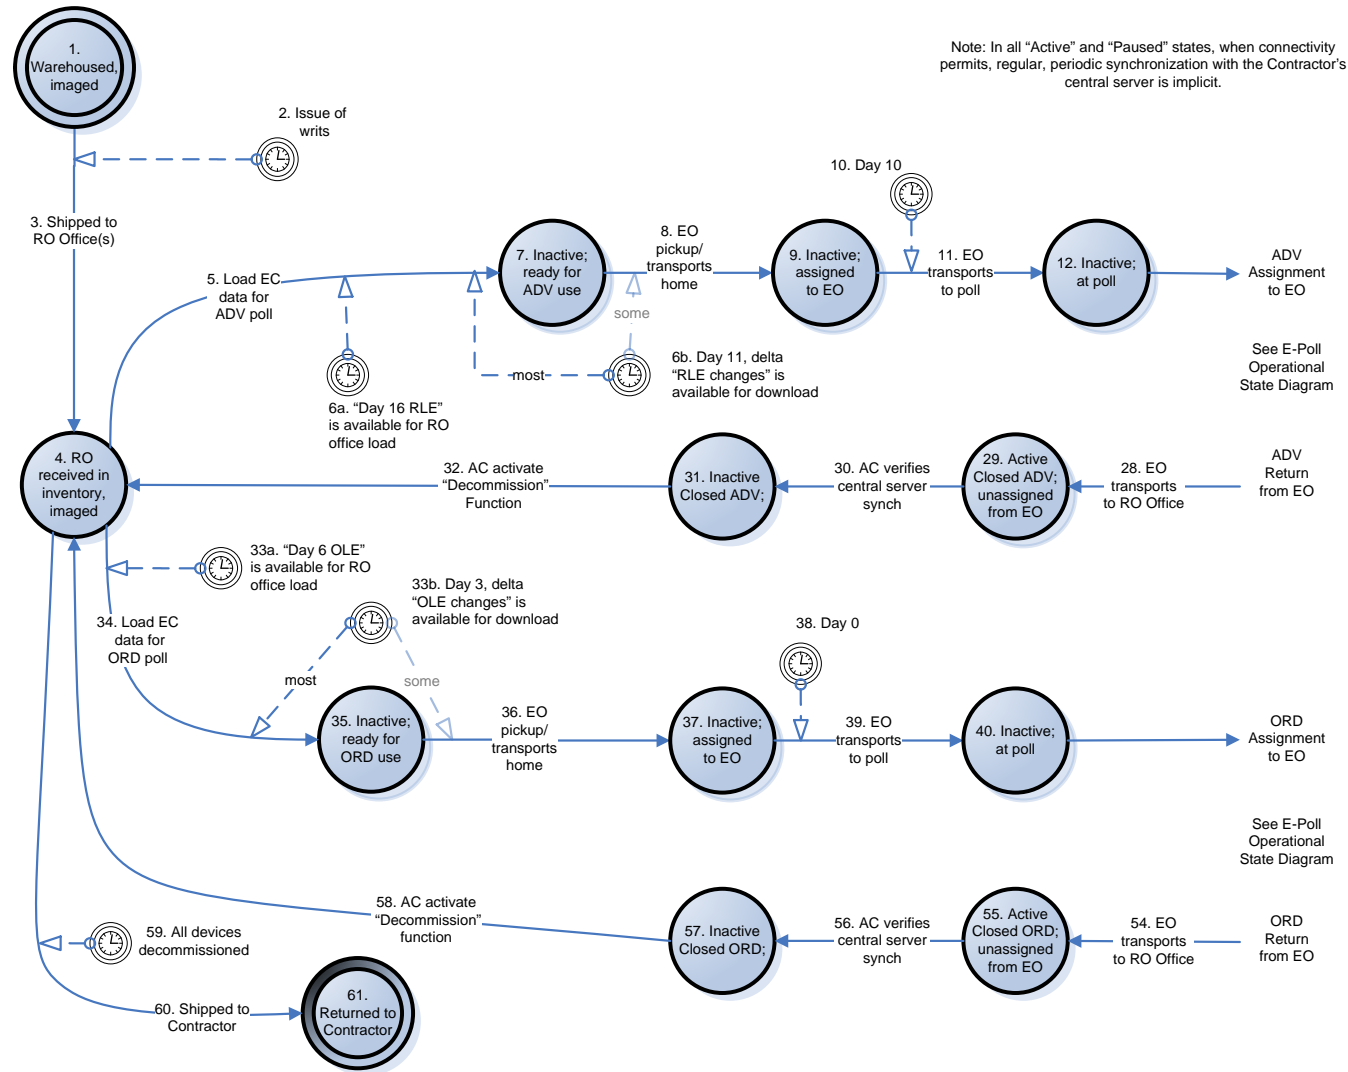 1.
Warehoused,
imaged
Note: In all “Active” and “Paused” states, when connectivity
permits, regular, periodic synchronization with the Contractor’s
central server is implicit.
2. Issue of
writs
3. Shipped to
RO Office(s)
10. Day 10
5. Load EC
data for
ADV poll
7. Inactive;
ready for
ADV use
8. EO
pickup/
transports
home
9. Inactive;
assigned
to EO
11. EO
transports
to poll
12. Inactive;
at poll
ADV
Assignment
to EO
some
most
6a. “Day 16 RLE”
is available for RO
office load
6b. Day 11, delta
“RLE changes” is
available for download
See E-Poll
Operational
State Diagram
4. RO
received in
inventory,
imaged
32. AC activate
“Decommission”
Function
31. Inactive
Closed ADV;
30. AC verifies
central server
synch
29. Active
Closed ADV;
unassigned
from EO
28. EO
transports
to RO Office
ADV
Return
from EO
33a. “Day 6 OLE”
is available for RO
office load
33b. Day 3, delta
“OLE changes” is
available for download
34. Load EC
data for
ORD poll
38. Day 0
most
some
35. Inactive;
ready for
ORD use
36. EO
pickup/
transports
home
37. Inactive;
assigned
to EO
39. EO
transports
to poll
40. Inactive;
at poll
ORD
Assignment
to EO
See E-Poll
Operational
State Diagram
58. AC activate
“Decommission”
function
57. Inactive
Closed ORD;
56. AC verifies
central server
synch
55. Active
Closed ORD;
unassigned
from EO
54. EO
transports
to RO Office
ORD
Return
from EO
59. All devices
decommissioned
60. Shipped to
Contractor
61.
Returned to
Contractor